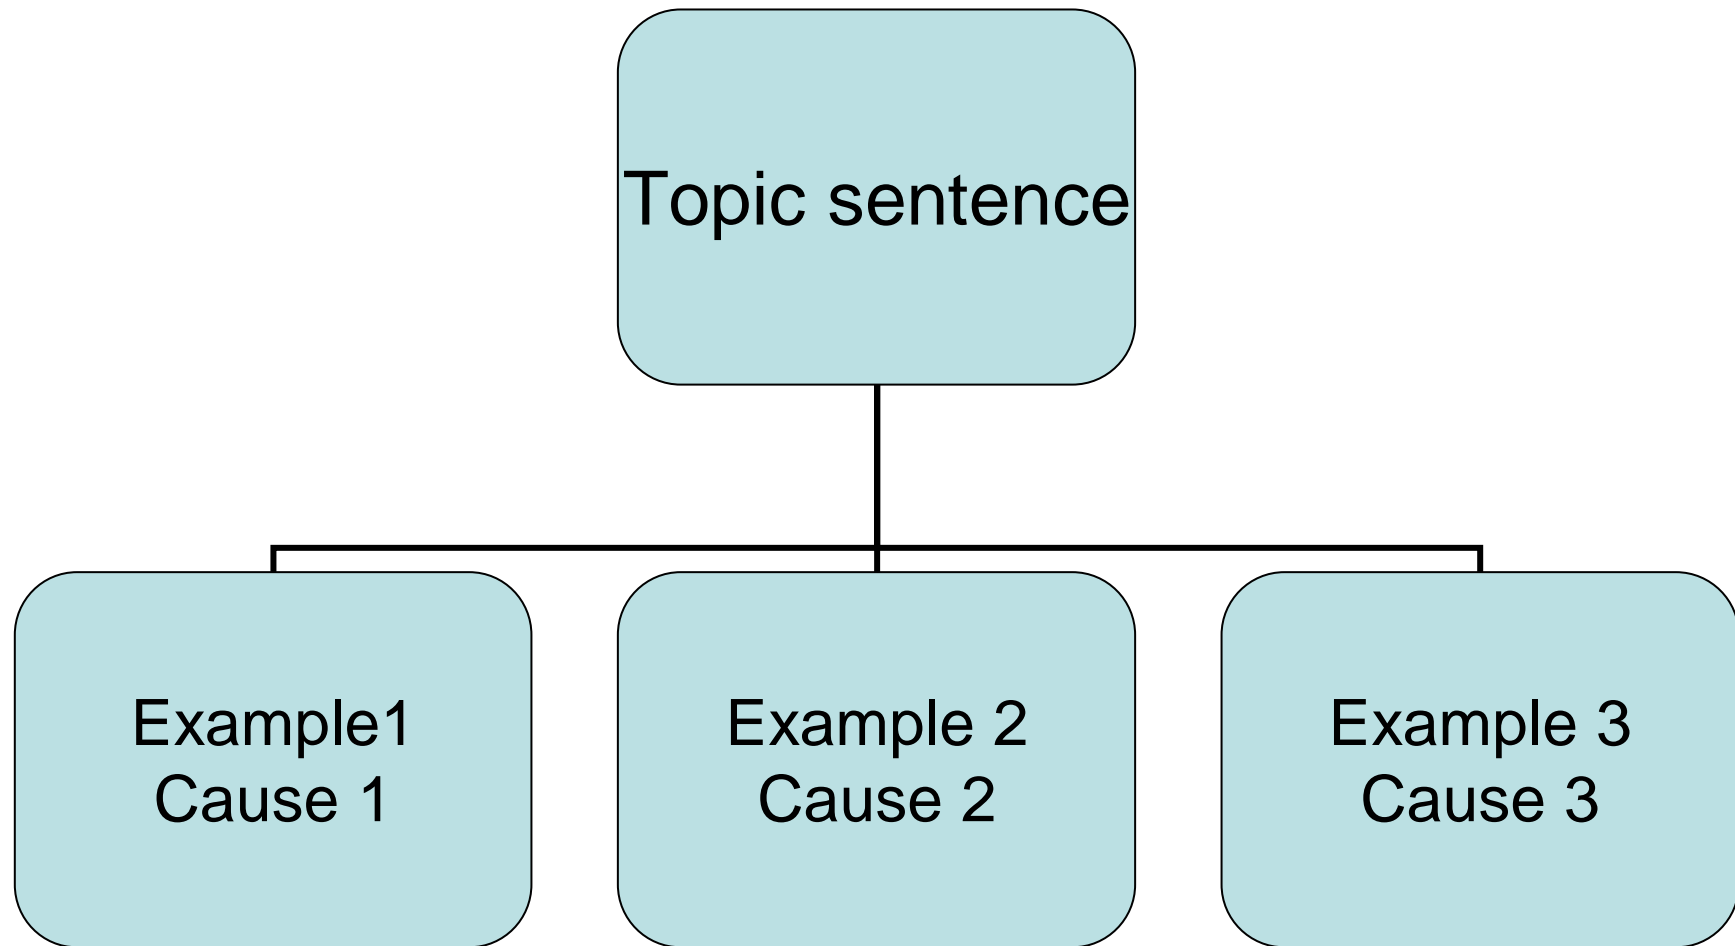 Topic sentence
Example1
Cause 1
Example 2
Cause 2
Example 3
Cause 3